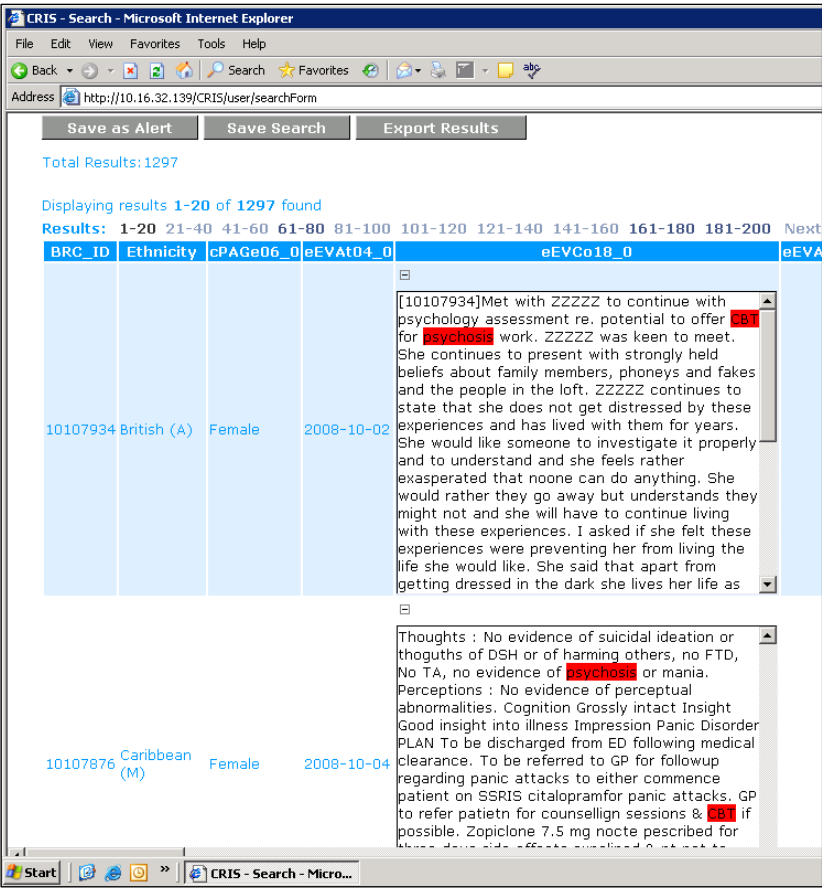 CRIS - Search - Microsoft Internet Explorer
File Edit View Favorites Tools Help
Back Search Favorites
Address http://10.16.32.139/CRIS/user/searchForm
Save as Alert Save Search Export Results
Total Results:1297
Displaying results 1-20 of 1297 found
Results: 1-20 21-40 41-60 61-80 81-100 101-120 121-140 141-160 161-180 181-200 Next
BRC_ID Ethnicity cPAGe06_0 eEVAt04_0 eEVCo18_0 eEVA
[10107934]Met with ZZZZZ to continue with
psychology assessment re. potential to offer CBT
for psychosis work. ZZZZZ was keen to meet.
She continues to present with strongly held
beliefs about family members, phoneys and fakes
and the people in the loft. ZZZZZ continues to
state that she does not get distressed by these
10107934 British (A) Female 2008-10-02 experiences and has lived with them for years.
She would like someone to investigate it properly
and to understand and she feels rather
exasperated that noone can do anything. She
would rather they go away but understands they
might not and she will have to continue living
with these experiences. I asked if she felt these
experiences were preventing her from living the
life she would like. She said that apart from
getting dressed in the dark she lives her life as
Thoughts : No evidence of suicidal ideation or
thoguths of DSH or of harming others, no FTD,
No TA, no evidence of psychosis or mania.
Perceptions : No evidence of perceptual
abnormalities. Cognition Grossly intact Insight
Good insight into illness Impression Panic Disorder
PLAN To be discharged from ED following medical
10107876 Caribbean (M) Female 2008-10-04 clearance. To be referred to GP for followup
regarding panic attacks to either commence
patient on SSRIS citalopramfor panic attacks. GP
to refer patietn for counsellign sessions & CBT if
possible. Zopiclone 7.5 mg nocte pescribed for
Start CRIS - Search - Micro...